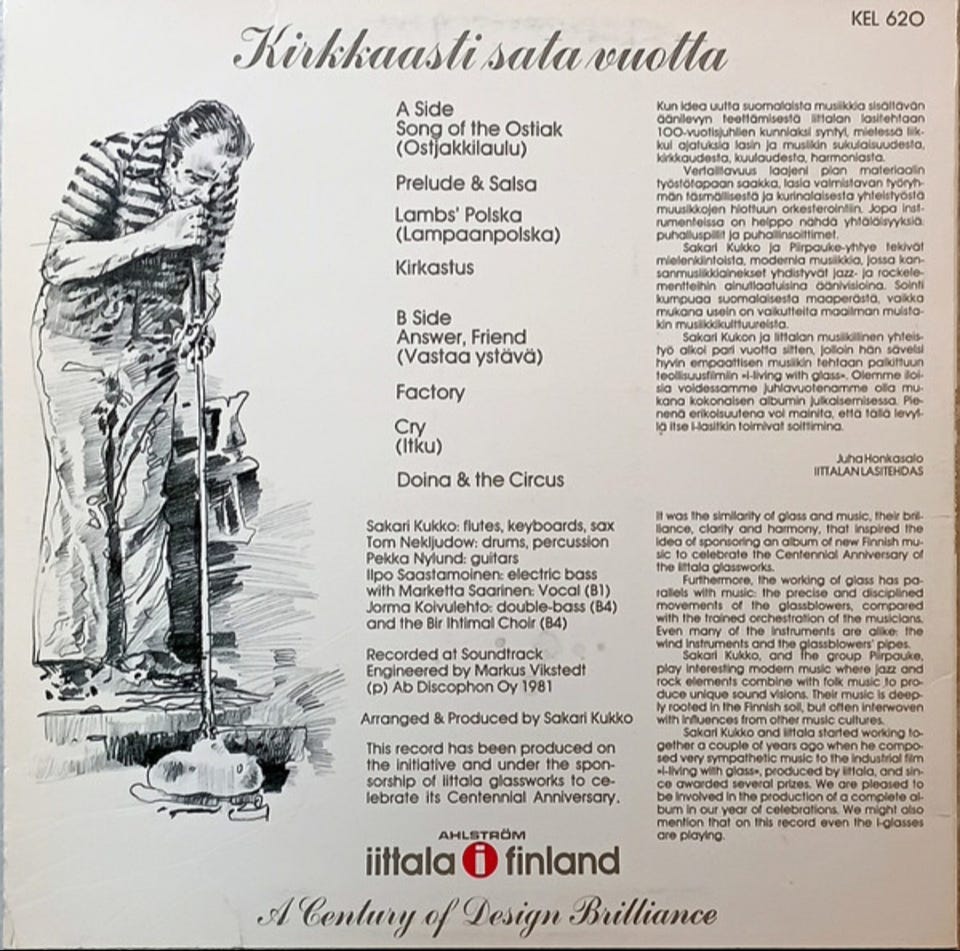 KEL 620
Kirkkaasti sata vuotta
A Side
Song of the Ostiak
(Ostjakkilaulu)
Prelude & Salsa
Lambs' Polska
(Lampaanpolska)
Kirkastus
B Side
Answer, Friend
(Vastaa ystävä)
Factory
Cry
(Itku)
Doina & the Circus
Sakari Kukko: flutes, keyboards, sax
Tom Nekljudow: drums, percussion
Pekka Nylund: guitars
Ilpo Saastamoinen: electric bass
with Marketta Saarinen: Vocal (B1)
Jorma Koivulehto: double-bass (B4)
and the Bir Ihtimal Choir (B4)
Recorded at Soundtrack
Engineered by Markus Vikstedt
(p) Ab Discophon Oy 1981
Arranged & Produced by Sakari Kukko
This record has been produced on
the initiative and under the spon-
sorship of Iittala glassworks to ce-
lebrate its Centennial Anniversary.
Kun idea uutta suomalaista musiikkia sisältävän
äänilevyn teettämisestä Iittalan lasitehtaan
100-vuotisjuhlien kunniaksi syntyi, mielessä liik-
kui ajatuksia lasin ja musiikin sukulaisuudesta,
kirkkaudesta, kuulaudesta, harmoniasta.
Vertailtavuus laajeni pian materiaalin
työstötapaan saakka, lasia valmistavan työryh-
män täsmällisestä ja kurinalaisesta yhteistyöstä
muusikkojen hiottuun orkesterointiin. Jopa inst-
rumenteissa on helppo nähdä yhtäläisyyksiä:
puhalluspillit ja puhallinsoittimet.
Sakari Kukko ja Piirpauke-yhtye tekivät
mielenkiintoista, modernia musiikkia, jossa kan-
sanmusiikkiainekset yhdistyvät jazz- ja rockele-
mentteihin ainutlaatuisina äänivisioina. Sointi
kumpuaa suomalaisesta maaperästä, vaikka
mukana usein on vaikutteita maailman muista-
kin musiikkikulttuureista.
Sakari Kukon ja Iittalan musiikillinen yhteis-
työ alkoi pari vuotta sitten, jolloin hän sävelsi
hyvin empaattisen musiikin tehtaan palkittuun
teollisuusfilmiin »i-living with glass». Olemme iloi-
sia voidessamme juhlavuotenamme olla mu-
kana kokonaisen albumin julkaisemisessa. Pie-
nenä erikoisuutena voi mainita, että tällä levyl-
lä itse i-lasitkin toimivat soittimina.
Juha Honkasalo
IITTALAN LASITEHDAS
It was the similarity of glass and music, their bril-
liance, clarity and harmony, that inspired the
idea of sponsoring an album of new Finnish mu-
sic to celebrate the Centennial Anniversary of
the Iittala glassworks.
Furthermore, the working of glass has pa-
rallels with music: the precise and disciplined
movements of the glassblowers, compared
with the trained orchestration of the musicians.
Even many of the instruments are alike: the
wind instruments and the glassblowers' pipes.
Sakari Kukko, and the group Piirpauke,
play interesting modern music where jazz and
rock elements combine with folk music to pro-
duce unique sound visions. Their music is deep-
ly rooted in the Finnish soil, but often interwoven
with influences from other music cultures.
Sakari Kukko and Iittala started working to-
gether a couple of years ago when he compo-
sed very sympathetic music to the industrial film
»i-living with glass», produced by Iittala, and sin-
ce awarded several prizes. We are pleased to
be involved in the production of a complete al-
bum in our year of celebrations. We might also
mention that on this record even the i-glasses
are playing.
AHLSTRÖM
iittala i finland
A Century of Design Brilliance